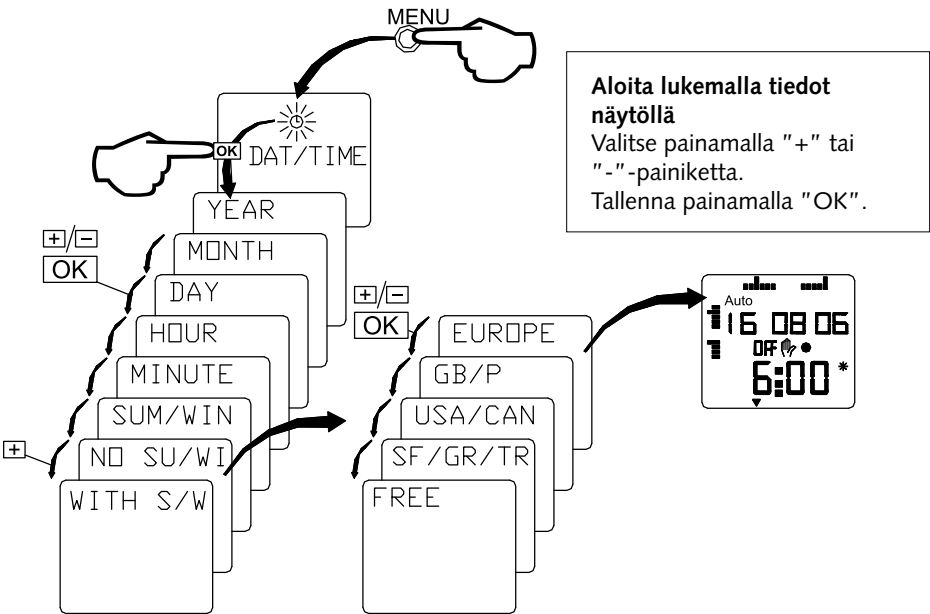 MENU
Aloita lukemalla tiedot
näytöllä
Valitse painamalla "+" tai
"-"-painiketta.
Tallenna painamalla "OK".
OK
DAT/TIME
YEAR
+/-
OK
MONTH
DAY
HOUR
MINUTE
SUM/WIN
+
NO SU/WI
WITH S/W
+/-
OK
EUROPE
GB/P
USA/CAN
SF/GR/TR
FREE
Auto
16 08 06
OFF
6:00 *